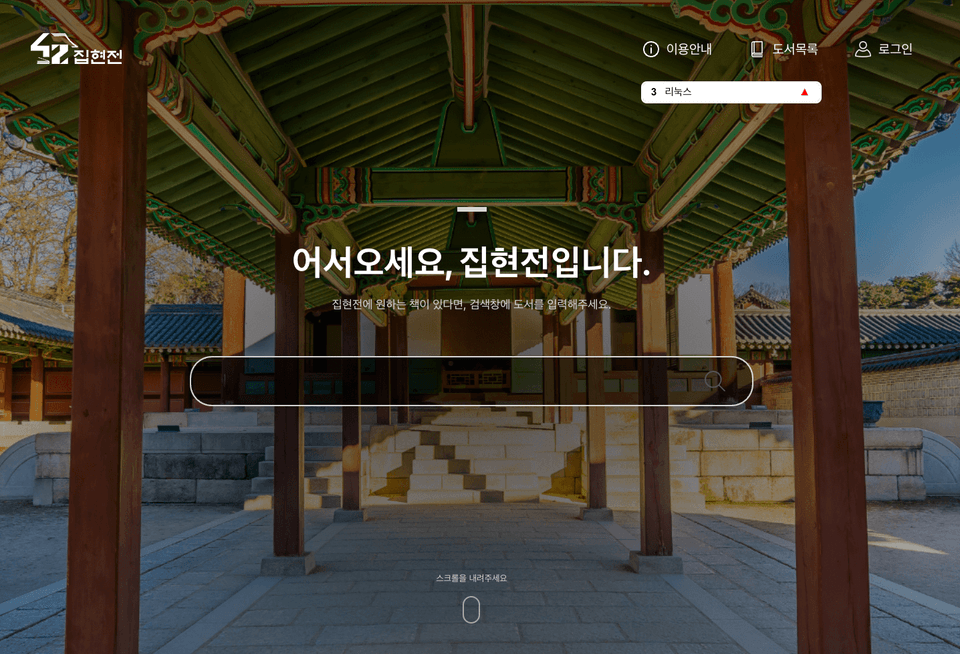 42 집현전
이용안내
도서목록
로그인
3 리눅스 ▲
어서오세요, 집현전입니다.
집현전에 원하는 책이 있다면, 검색창에 도서를 입력해주세요.
스크롤을 내려주세요